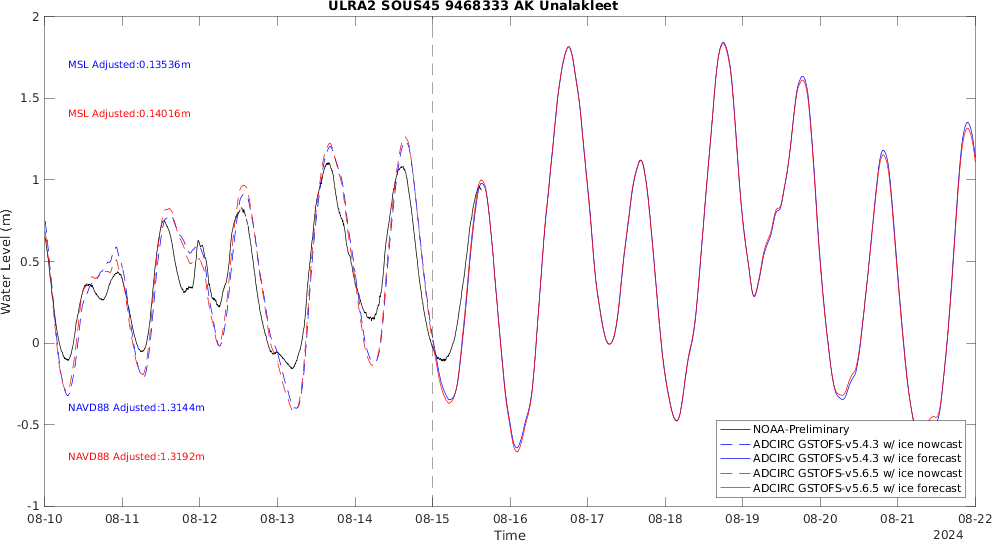 ULRA2 SOUS45 9468333 AK Unalakleet
2
1.5
1
0.5
0
-0.5
-1
Water Level (m)
MSL Adjusted:0.13536m
MSL Adjusted:0.14016m
NAVD88 Adjusted:1.3144m
NAVD88 Adjusted:1.3192m
NOAA-Preliminary
ADCIRC GSTOFS-v5.4.3 w/ ice nowcast
ADCIRC GSTOFS-v5.4.3 w/ ice forecast
ADCIRC GSTOFS-v5.6.5 w/ ice nowcast
ADCIRC GSTOFS-v5.6.5 w/ ice forecast
08-10 08-11 08-12 08-13 08-14 08-15 08-16 08-17 08-18 08-19 08-20 08-21 08-22
Time
2024